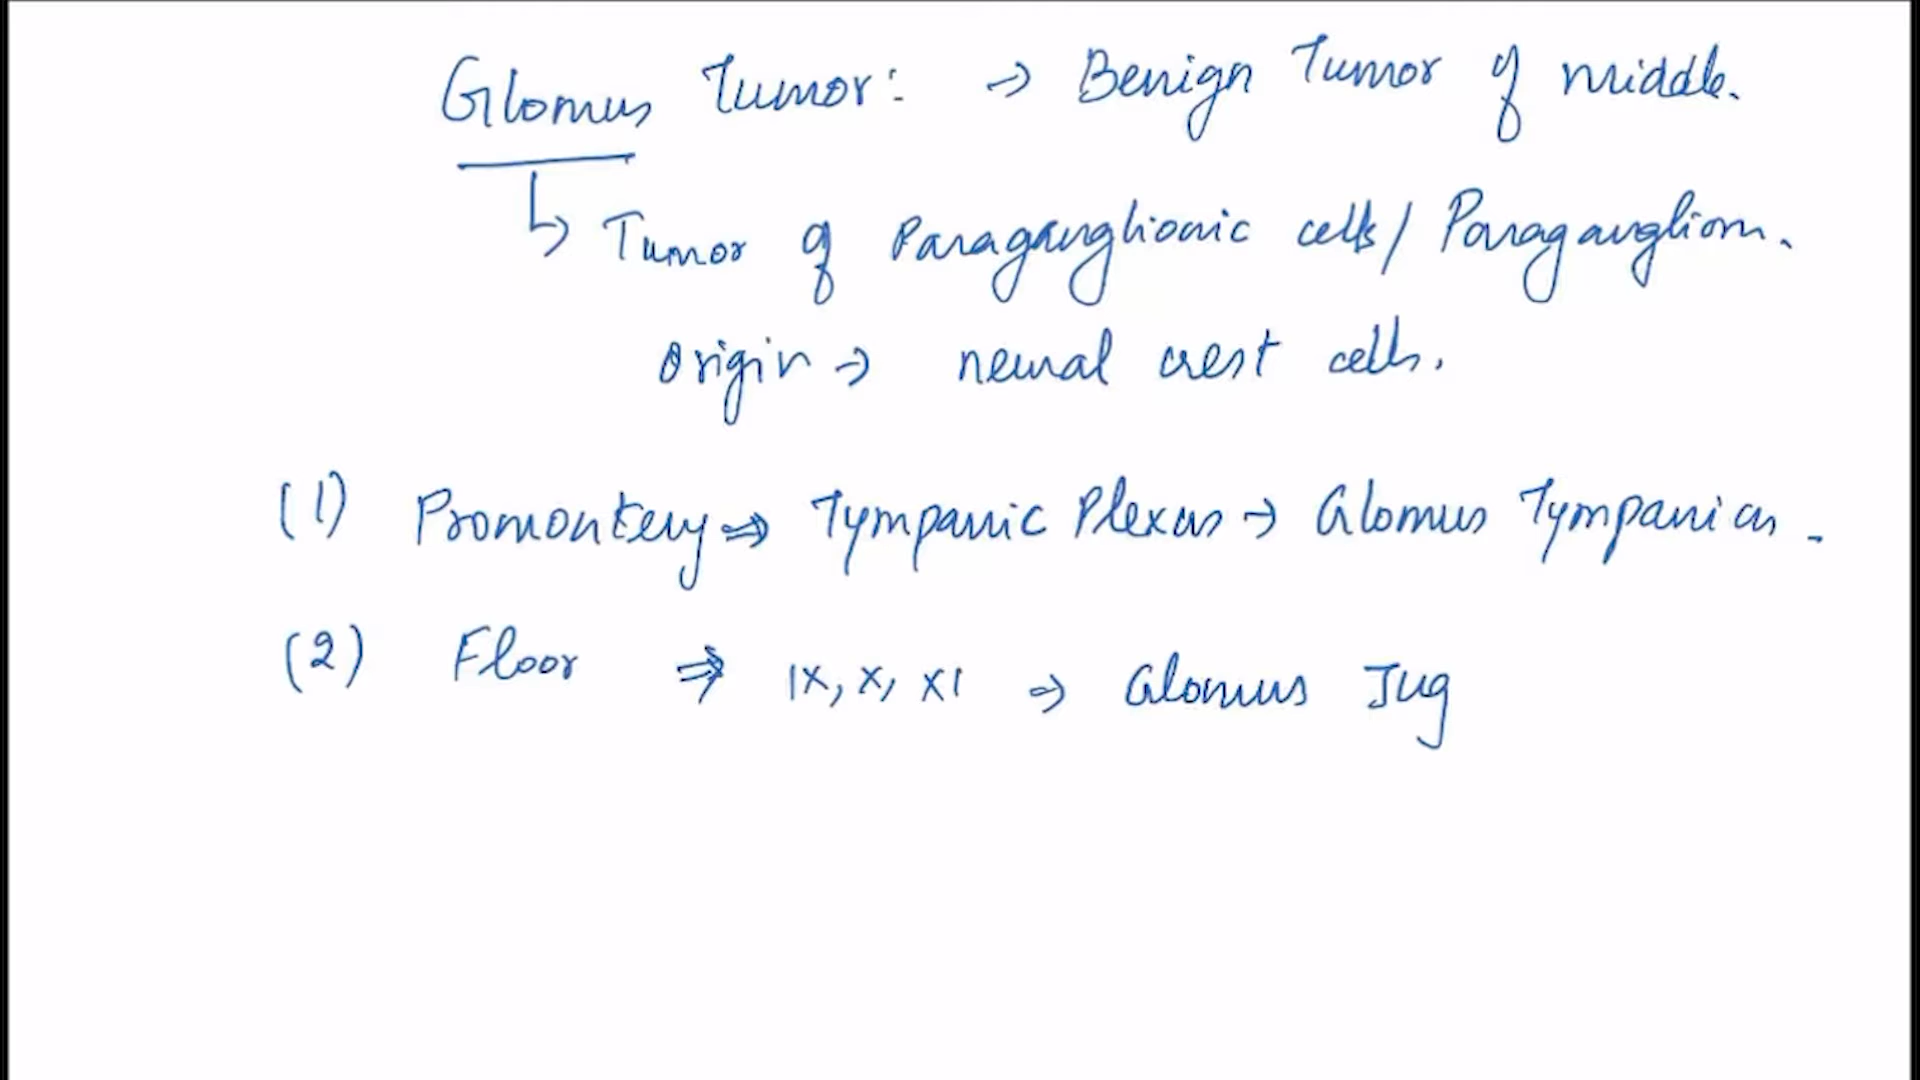 Glomus Tumor: → Benign Tumor of middle.
↳ Tumor of Paraganglionic cells / Paragangliom.
Origin → neural crest cells.
(1) Promontery ⇒ Tympanic Plexus → Glomus Tympanicus.
(2) Floor ⇒ IX, X, XI → Glomus Jug